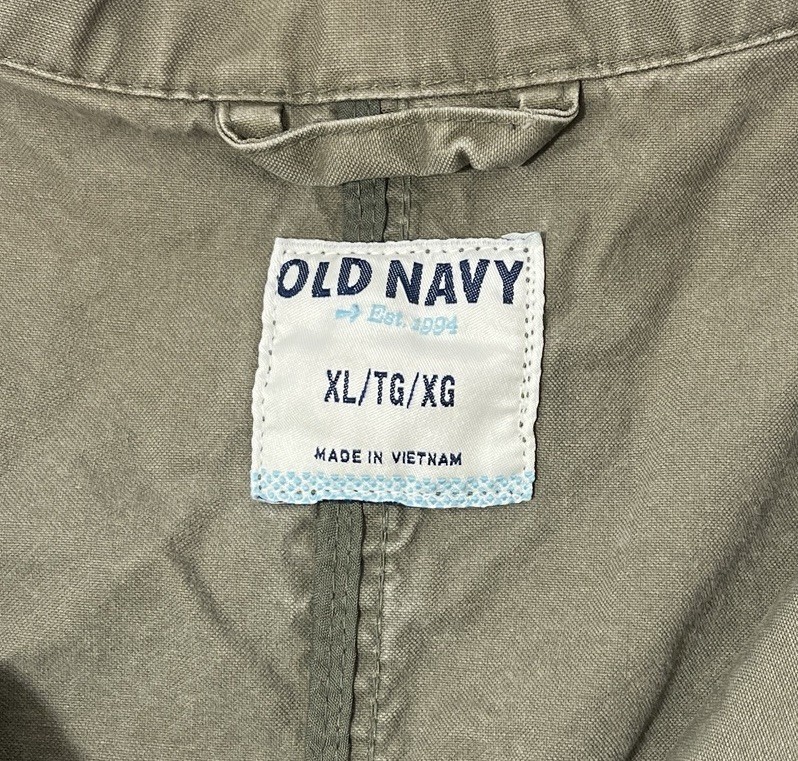 OLD NAVY
Est. 1994
XL/TG/XG
MADE IN VIETNAM